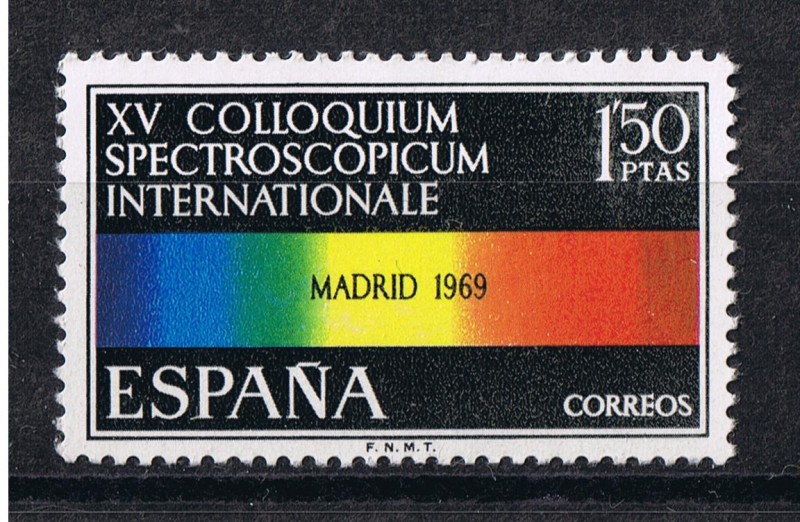 XV COLLOQUIUM
SPECTROSCOPICUM
INTERNATIONALE
1'50
PTAS
MADRID 1969
ESPAÑA
CORREOS
F.N.M.T.